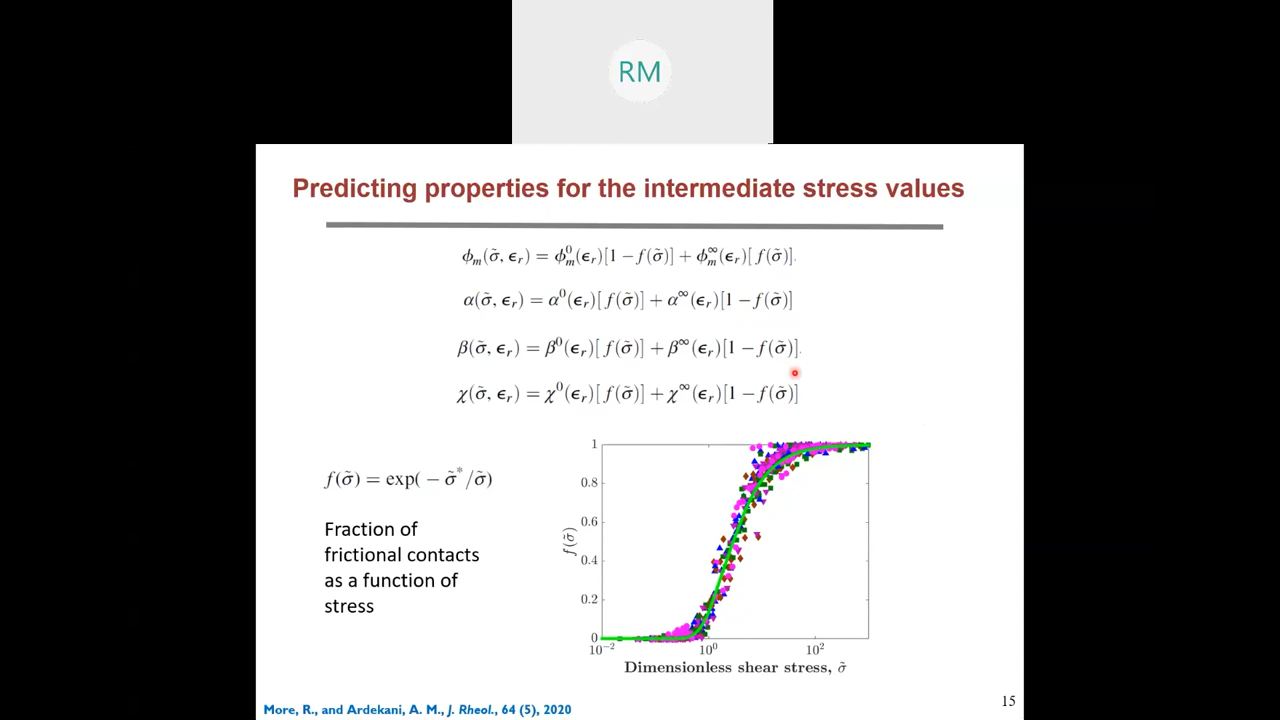 RM
Predicting properties for the intermediate stress values
ϕₘ(σ̃, ϵᵣ) = ϕₘ⁰(ϵᵣ)[1 − f(σ̃)] + ϕₘ^∞(ϵᵣ)[ f(σ̃)].
α(σ̃, ϵᵣ) = α⁰(ϵᵣ)[ f(σ̃)] + α^∞(ϵᵣ)[1 − f(σ̃)]
β(σ̃, ϵᵣ) = β⁰(ϵᵣ)[ f(σ̃)] + β^∞(ϵᵣ)[1 − f(σ̃)].
χ(σ̃, ϵᵣ) = χ⁰(ϵᵣ)[ f(σ̃)] + χ^∞(ϵᵣ)[1 − f(σ̃)]
f(σ̃) = exp( − σ̃*/σ̃)
Fraction of
frictional contacts
as a function of
stress
1
0.8
0.6
0.4
0.2
0
f(σ̃)
10⁻² 10⁰ 10²
Dimensionless shear stress, σ̃
More, R., and Ardekani, A. M., J. Rheol., 64 (5), 2020
15